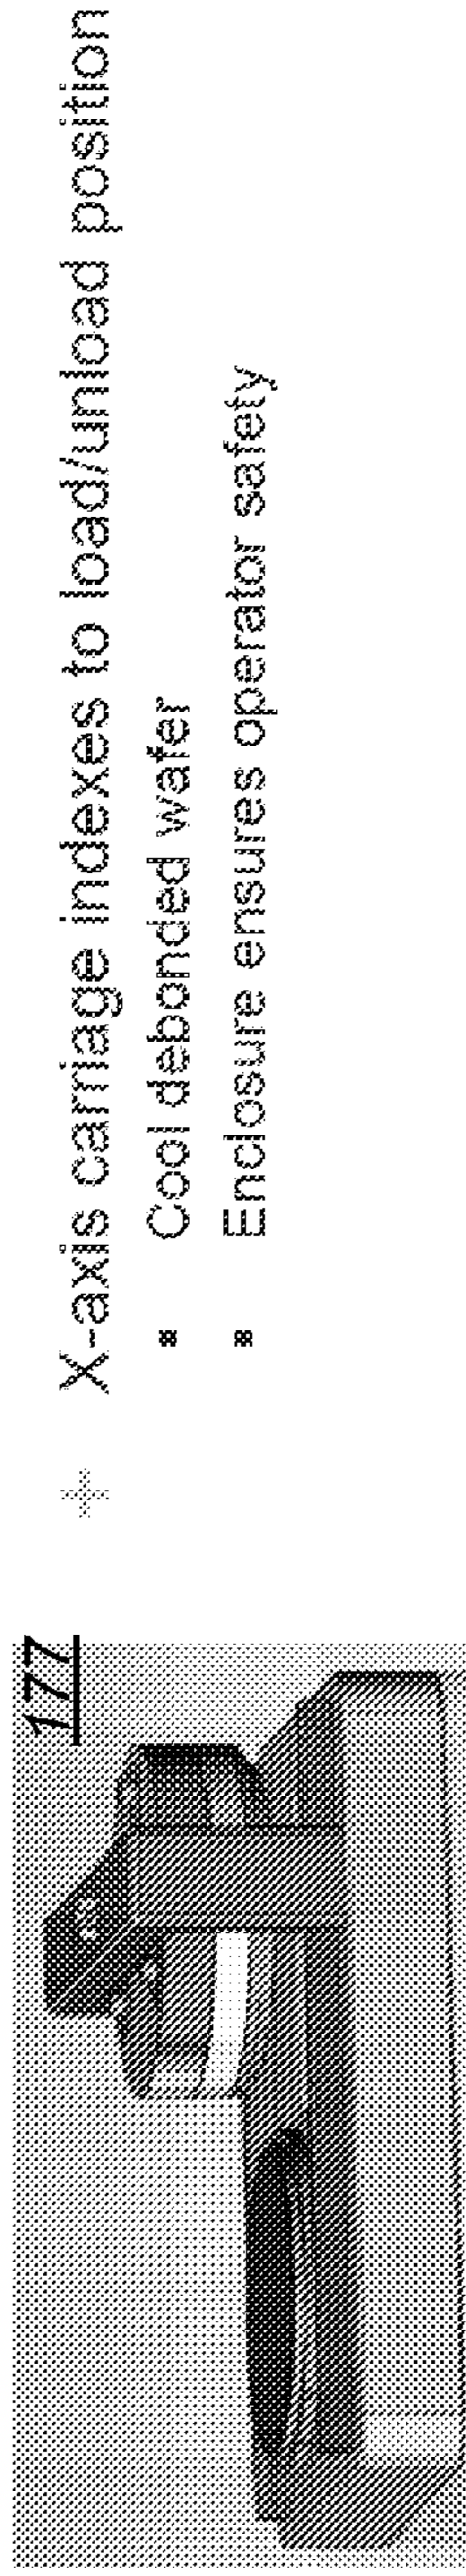 177
+ X-axis carriage indexes to load/unload position
▪ Cool debonded wafer
▪ Enclosure ensures operator safety